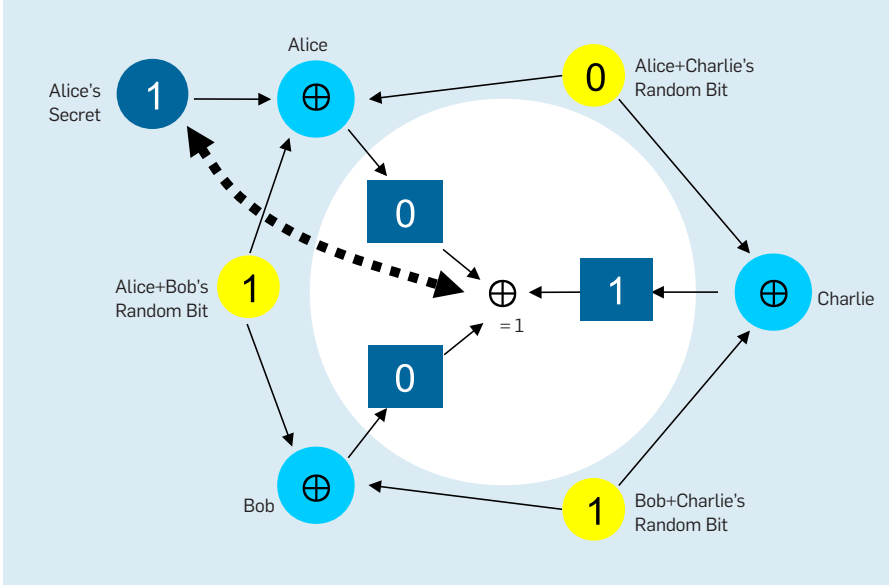 Alice
Alice's
Secret
1
⊕
0
Alice+Charlie's
Random Bit
0
Alice+Bob's
Random Bit
1
⊕
= 1
1
⊕
Charlie
0
Bob
⊕
1
Bob+Charlie's
Random Bit